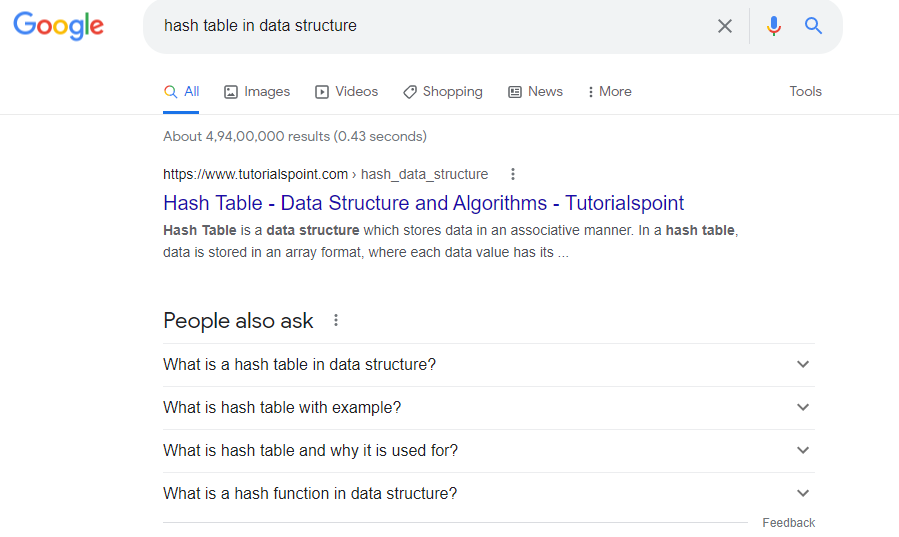 Google
hash table in data structure
All Images Videos Shopping News More Tools
About 4,94,00,000 results (0.43 seconds)
https://www.tutorialspoint.com › hash_data_structure
Hash Table - Data Structure and Algorithms - Tutorialspoint
Hash Table is a data structure which stores data in an associative manner. In a hash table,
data is stored in an array format, where each data value has its ...
People also ask
What is a hash table in data structure?
What is hash table with example?
What is hash table and why it is used for?
What is a hash function in data structure?
Feedback